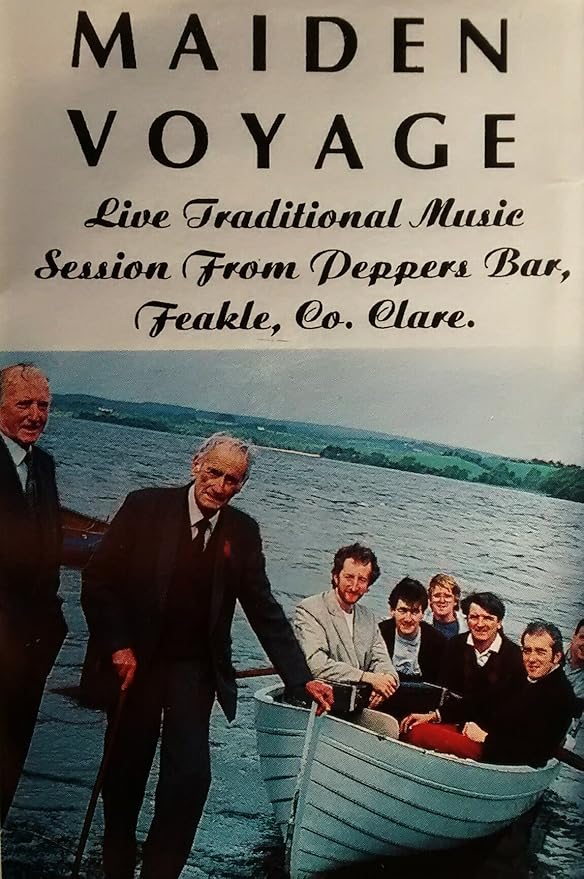 MAIDEN
VOYAGE
Live Traditional Music
Session From Peppers Bar,
Feakle, Co. Clare.